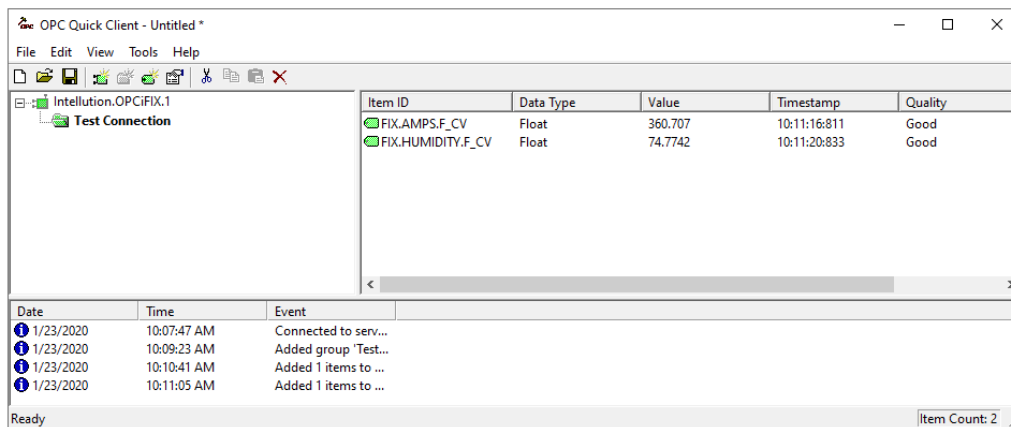 OPC Quick Client - Untitled *
File Edit View Tools Help
Intellution.OPCiFIX.1
Test Connection
Item ID Data Type Value Timestamp Quality
FIX.AMPS.F_CV Float 360.707 10:11:16:811 Good
FIX.HUMIDITY.F_CV Float 74.7742 10:11:20:833 Good
Date Time Event
1/23/2020 10:07:47 AM Connected to serv...
1/23/2020 10:09:23 AM Added group 'Test...
1/23/2020 10:10:41 AM Added 1 items to ...
1/23/2020 10:11:05 AM Added 1 items to ...
Ready Item Count: 2